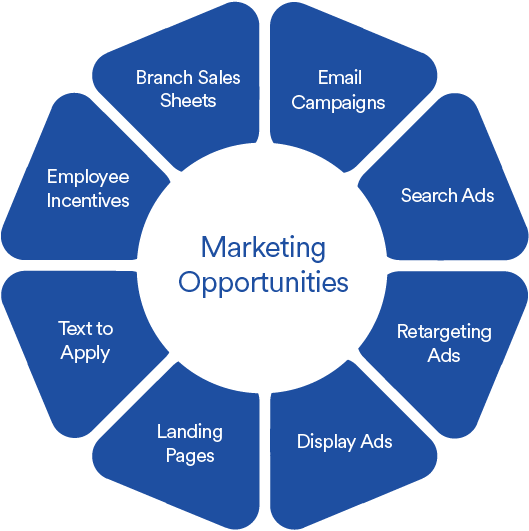 Marketing
Opportunities
Email
Campaigns
Search Ads
Retargeting
Ads
Display Ads
Landing
Pages
Text to
Apply
Employee
Incentives
Branch Sales
Sheets